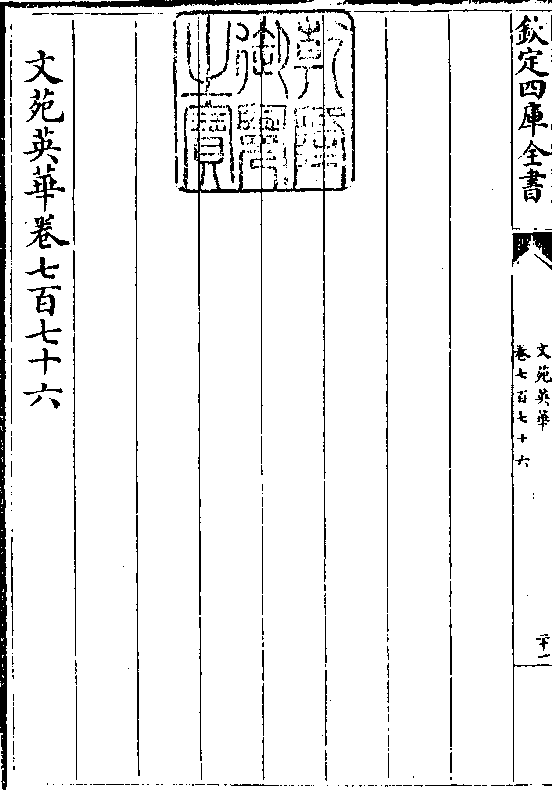 欽定四庫全書
文苑英華
卷七百七十六
二十一
乾隆
御覽
之寶
文苑英華卷七百七十六